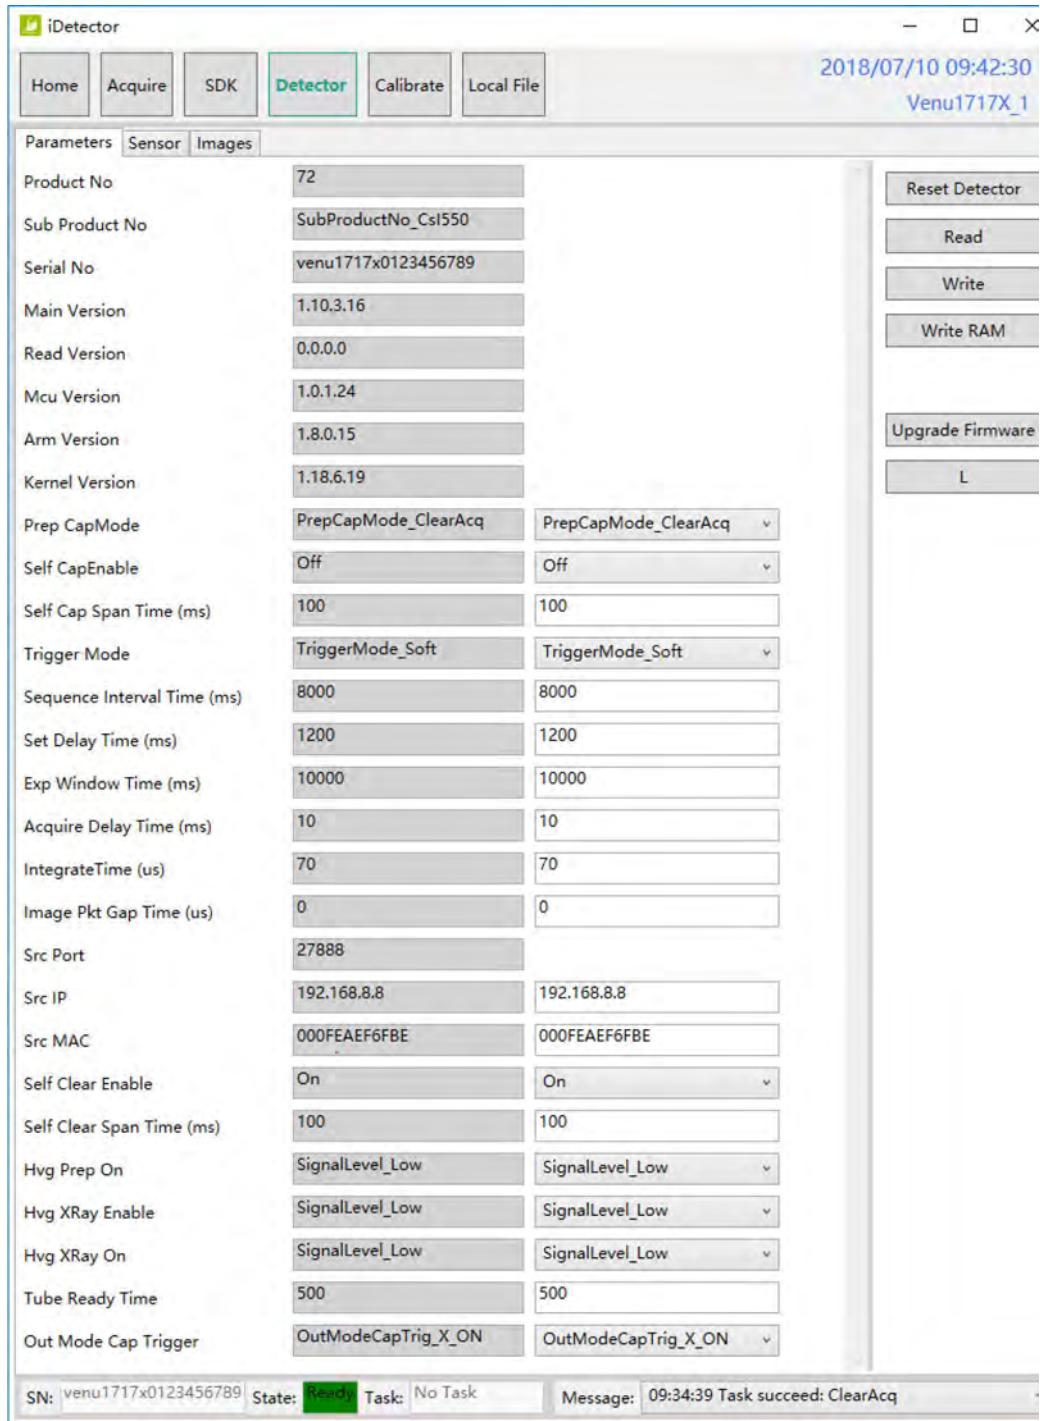 iDetector
Home Acquire SDK Detector Calibrate Local File
2018/07/10 09:42:30
Venu1717X_1
Parameters Sensor Images
Product No 72
Sub Product No SubProductNo_CsI550
Serial No venu1717x0123456789
Main Version 1.10.3.16
Read Version 0.0.0.0
Mcu Version 1.0.1.24
Arm Version 1.8.0.15
Kernel Version 1.18.6.19
Prep CapMode PrepCapMode_ClearAcq PrepCapMode_ClearAcq
Self CapEnable Off Off
Self Cap Span Time (ms) 100 100
Trigger Mode TriggerMode_Soft TriggerMode_Soft
Sequence Interval Time (ms) 8000 8000
Set Delay Time (ms) 1200 1200
Exp Window Time (ms) 10000 10000
Acquire Delay Time (ms) 10 10
IntegrateTime (us) 70 70
Image Pkt Gap Time (us) 0 0
Src Port 27888
Src IP 192.168.8.8 192.168.8.8
Src MAC 000FEAEF6FBE 000FEAEF6FBE
Self Clear Enable On On
Self Clear Span Time (ms) 100 100
Hvg Prep On SignalLevel_Low SignalLevel_Low
Hvg XRay Enable SignalLevel_Low SignalLevel_Low
Hvg XRay On SignalLevel_Low SignalLevel_Low
Tube Ready Time 500 500
Out Mode Cap Trigger OutModeCapTrig_X_ON OutModeCapTrig_X_ON
Reset Detector
Read
Write
Write RAM
Upgrade Firmware
L
SN: venu1717x0123456789 State: Ready Task: No Task Message: 09:34:39 Task succeed: ClearAcq